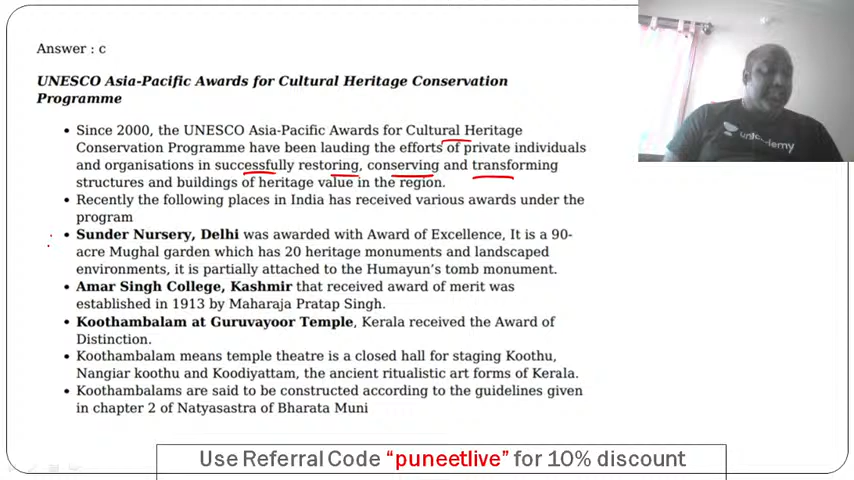 Answer : c
UNESCO Asia-Pacific Awards for Cultural Heritage Conservation
Programme
• Since 2000, the UNESCO Asia-Pacific Awards for Cultural Heritage
Conservation Programme have been lauding the efforts of private individuals
and organisations in successfully restoring, conserving and transforming
structures and buildings of heritage value in the region.
• Recently the following places in India has received various awards under the
program
• Sunder Nursery, Delhi was awarded with Award of Excellence, It is a 90-
acre Mughal garden which has 20 heritage monuments and landscaped
environments, it is partially attached to the Humayun's tomb monument.
• Amar Singh College, Kashmir that received award of merit was
established in 1913 by Maharaja Pratap Singh.
• Koothambalam at Guruvayoor Temple, Kerala received the Award of
Distinction.
• Koothambalam means temple theatre is a closed hall for staging Koothu,
Nangiar koothu and Koodiyattam, the ancient ritualistic art forms of Kerala.
• Koothambalams are said to be constructed according to the guidelines given
in chapter 2 of Natyasastra of Bharata Muni
Use Referral Code “puneetlive” for 10% discount